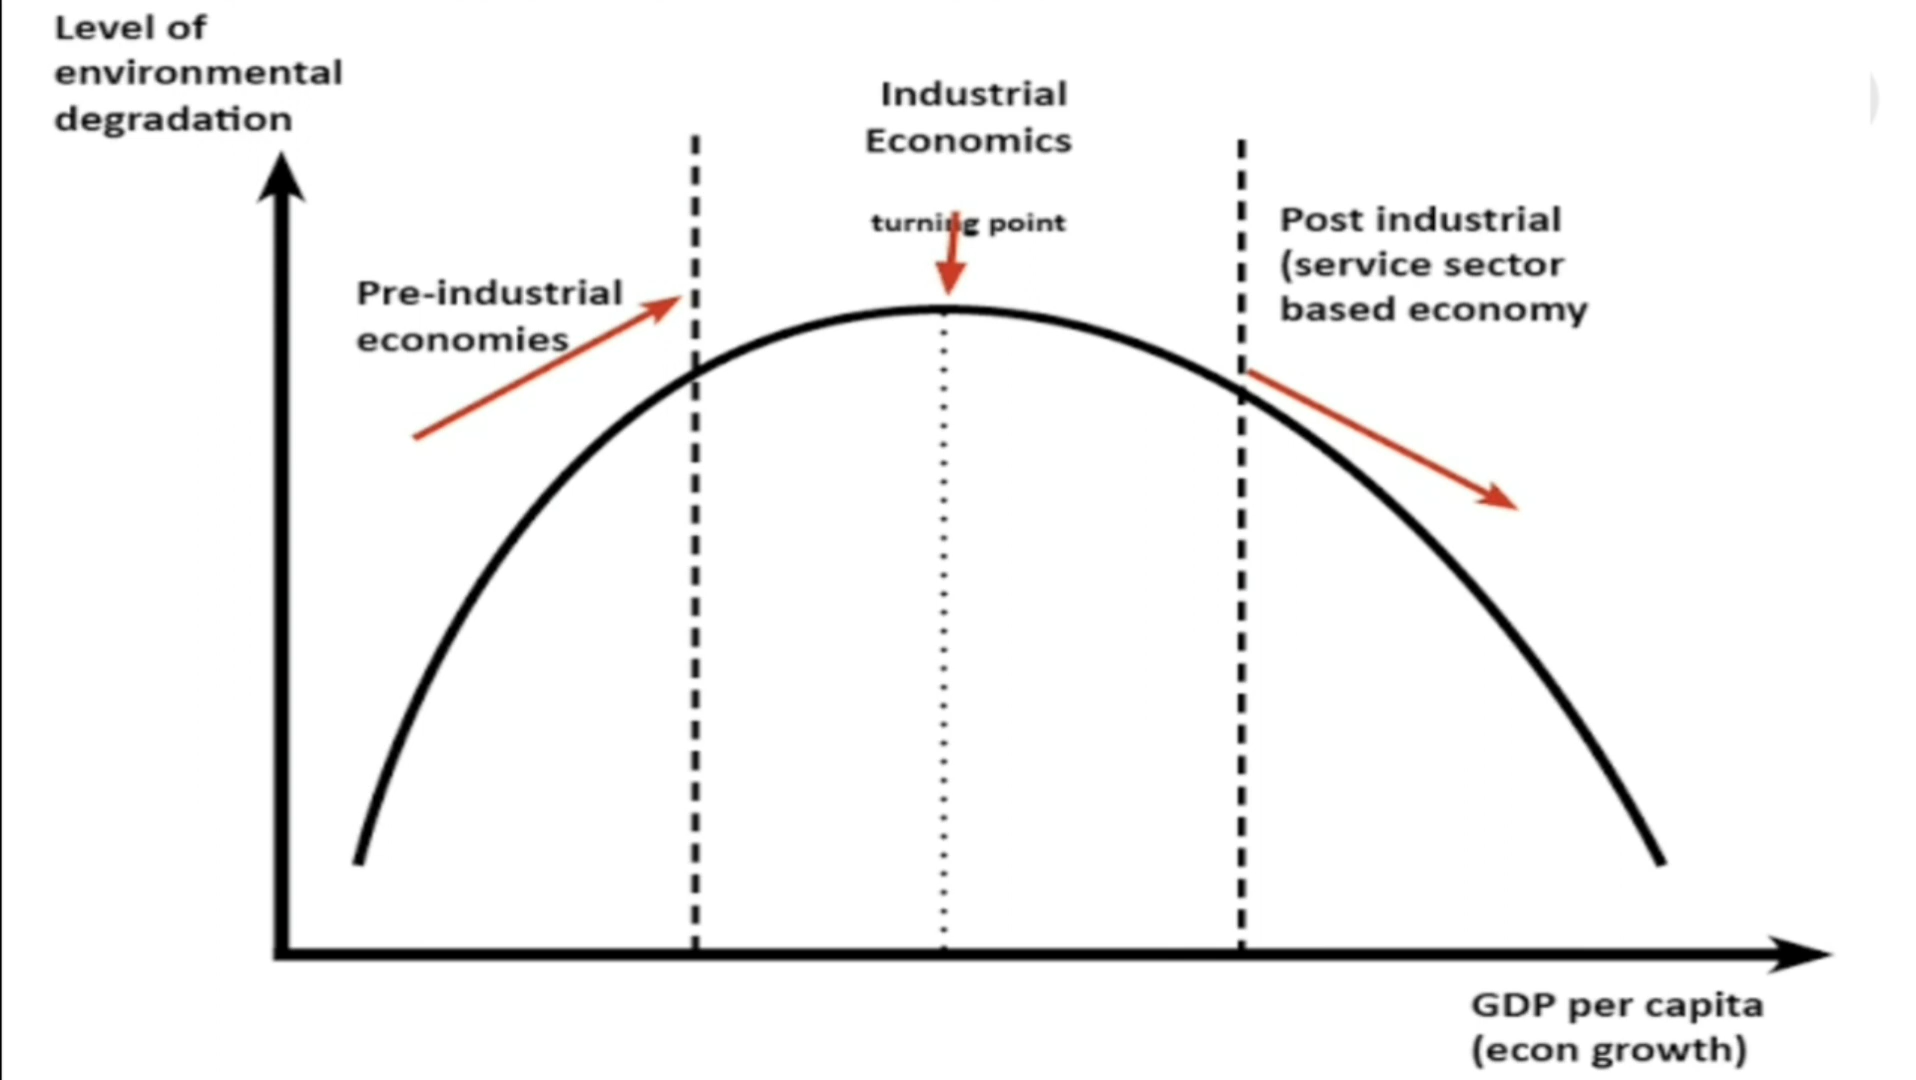 Level of
environmental
degradation
Industrial
Economics
turning point
Pre-industrial
economies
Post industrial
(service sector
based economy
GDP per capita
(econ growth)